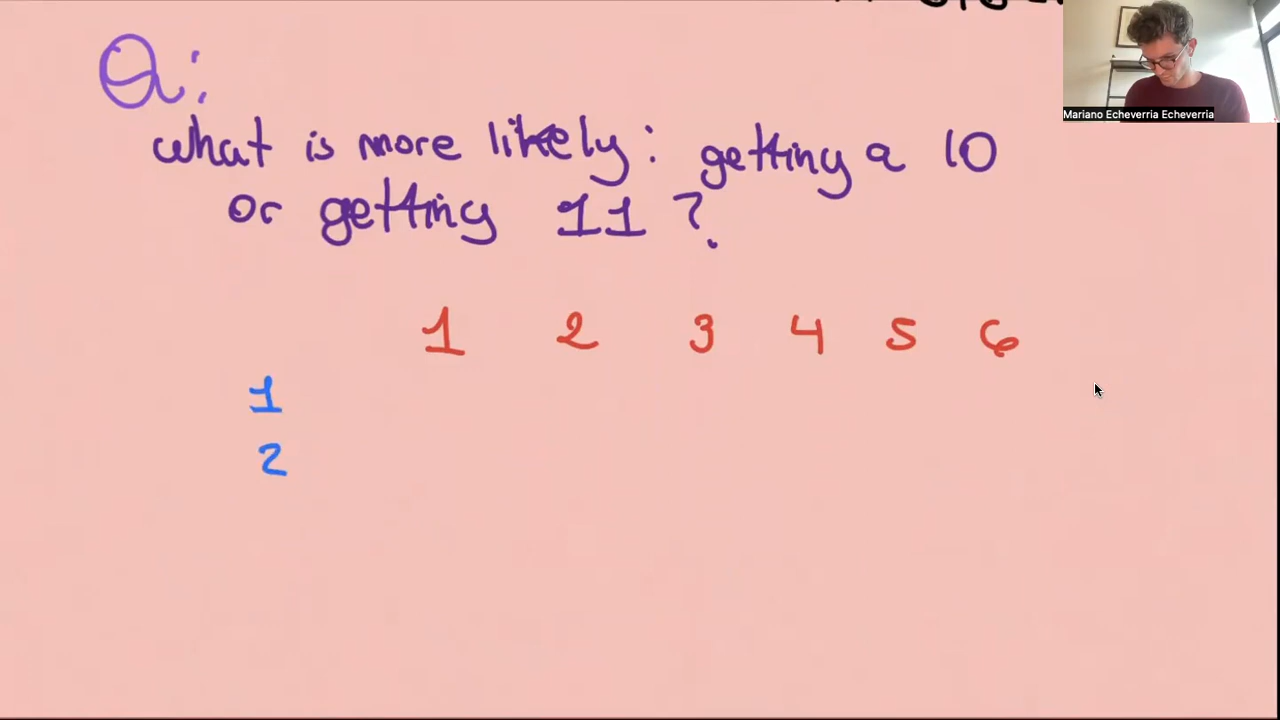 Mariano Echeverria Echeverria
Q:
what is more likely: getting a 10
or getting 11?
1 2 3 4 5 6
1
2